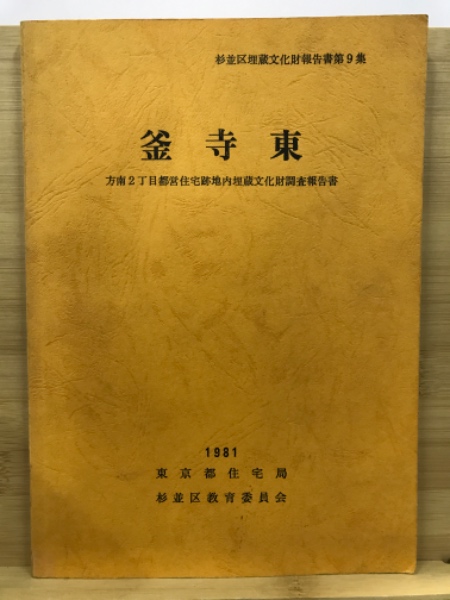 杉並区埋蔵文化財報告書第9集
釜寺東
方南2丁目都営住宅跡地内埋蔵文化財調査報告書
1981
東京都住宅局
杉並区教育委員会